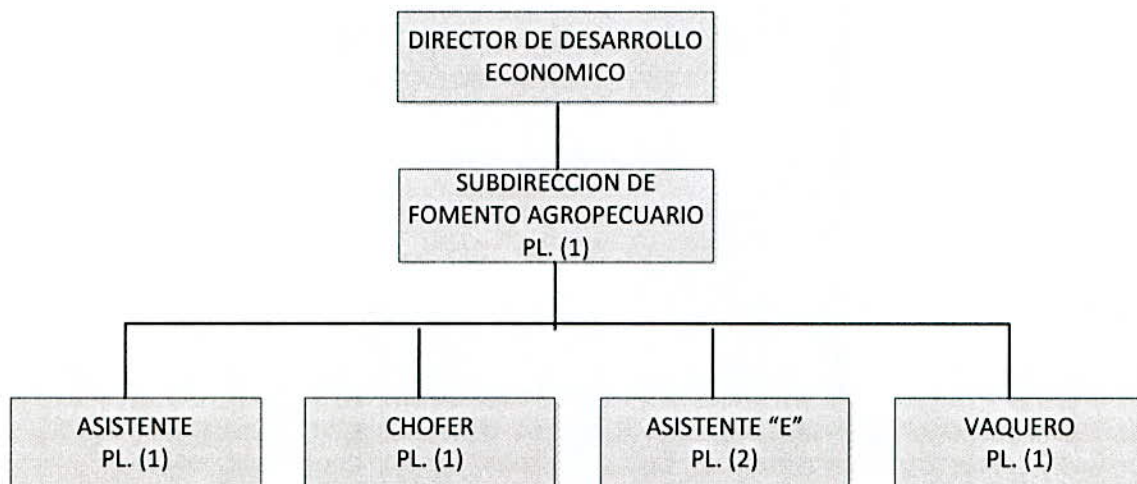 DIRECTOR DE DESARROLLO
ECONOMICO
SUBDIRECCION DE
FOMENTO AGROPECUARIO
PL. (1)
ASISTENTE
PL. (1)
CHOFER
PL. (1)
ASISTENTE “E”
PL. (2)
VAQUERO
PL. (1)